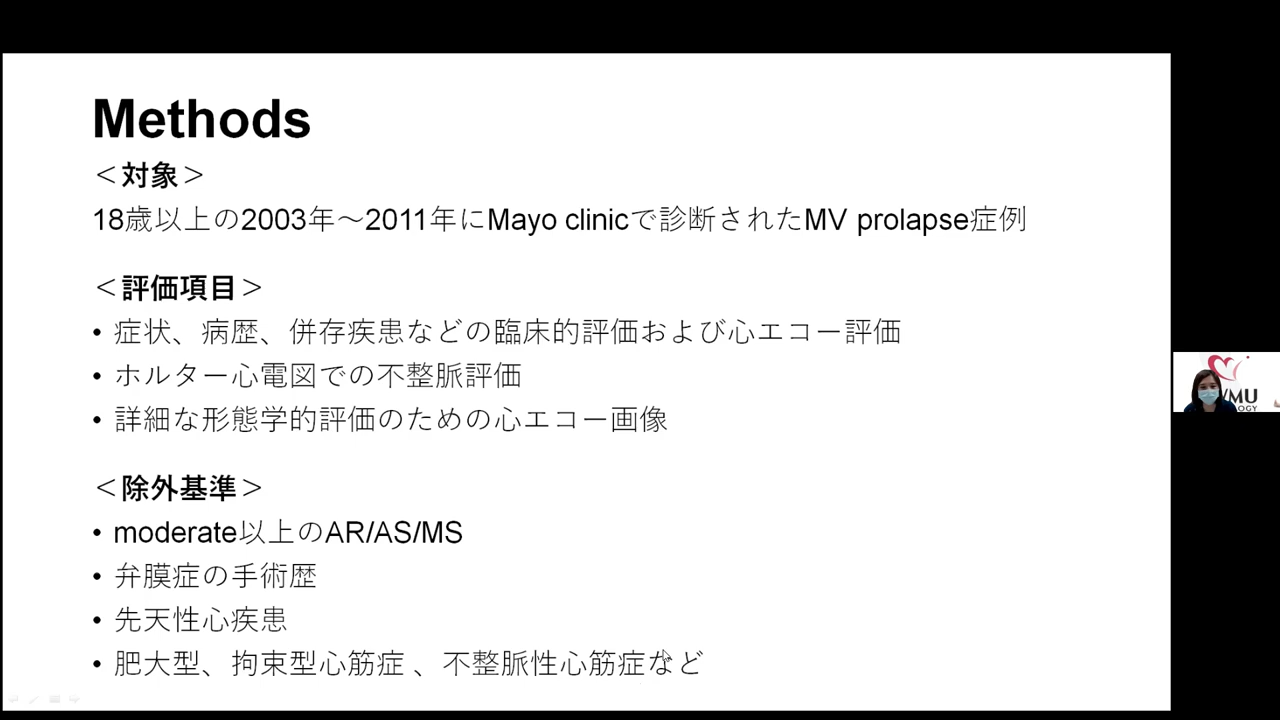 Methods
＜対象＞
18歳以上の2003年～2011年にMayo clinicで診断されたMV prolapse症例
＜評価項目＞
• 症状、病歴、併存疾患などの臨床的評価および心エコー評価
• ホルター心電図での不整脈評価
• 詳細な形態学的評価のための心エコー画像
＜除外基準＞
• moderate以上のAR/AS/MS
• 弁膜症の手術歴
• 先天性心疾患
• 肥大型、拘束型心筋症 、不整脈性心筋症など